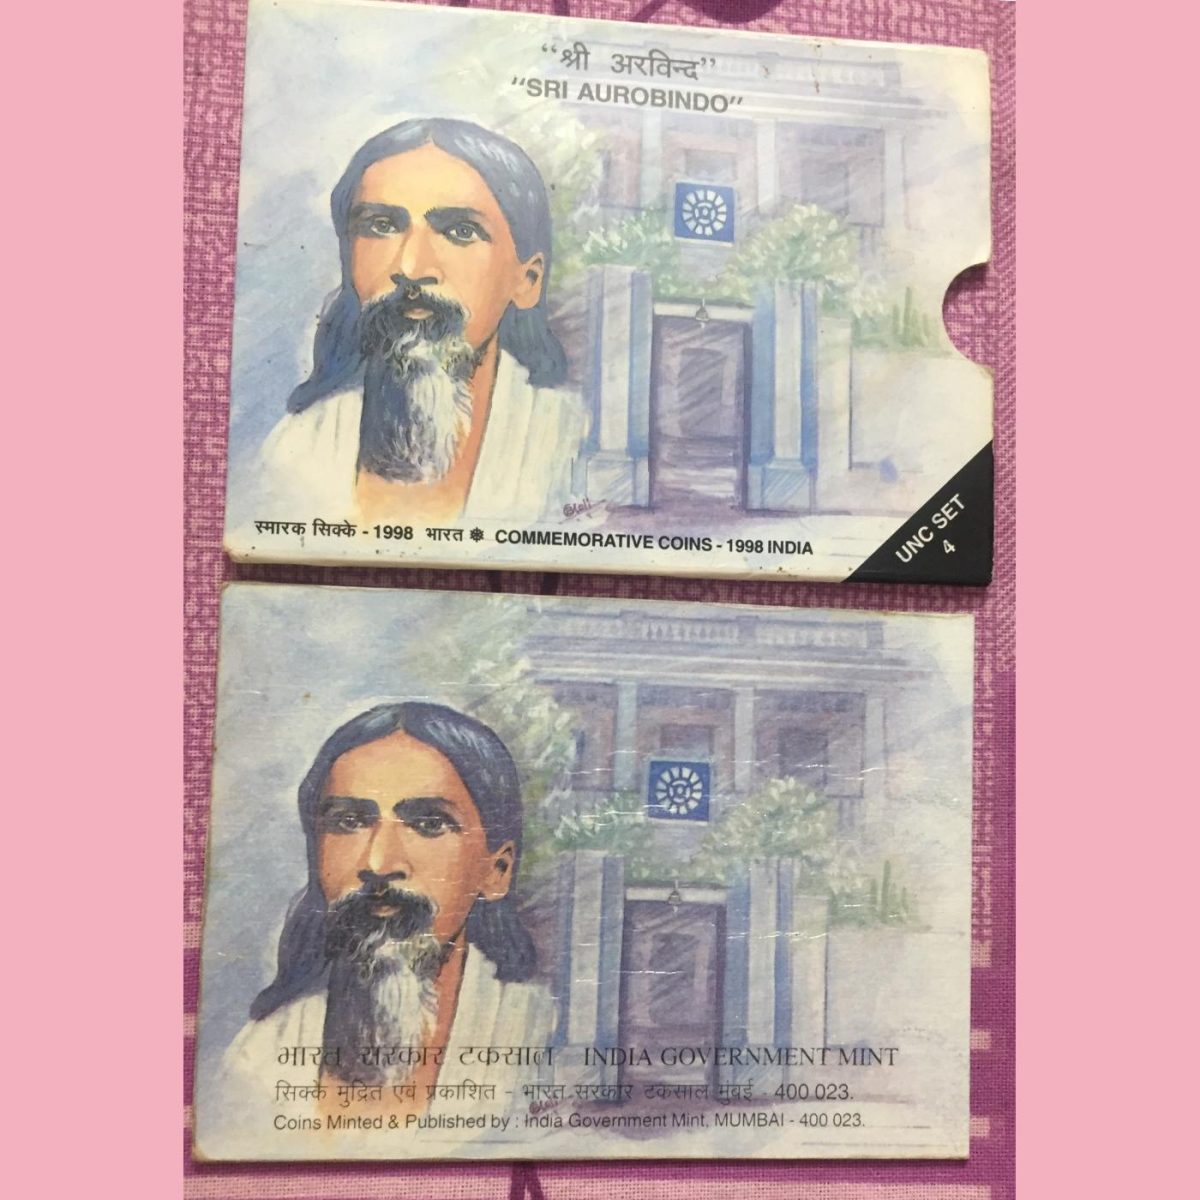 “श्री अरविन्द”
“SRI AUROBINDO”
स्मारक सिक्के - 1998 भारत ❋ COMMEMORATIVE COINS - 1998 INDIA
UNC SET
4
भारत सरकार टकसाल INDIA GOVERNMENT MINT
सिक्के मुद्रित एवं प्रकाशित - भारत सरकार टकसाल मुंबई - 400 023.
Coins Minted & Published by : India Government Mint, MUMBAI - 400 023.